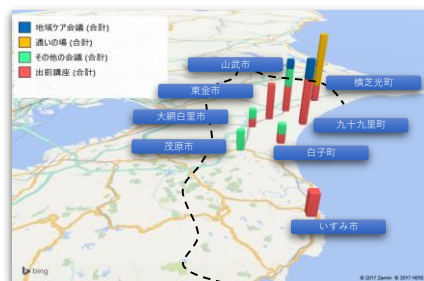 地域ケア会議 (合計)
通いの場 (合計)
その他の会議 (合計)
出前講座 (合計)
山武市
横芝光町
東金市
大網白里市
九十九里町
茂原市
白子町
いすみ市
bing
© 2017 Zenrin © 2017 HERE